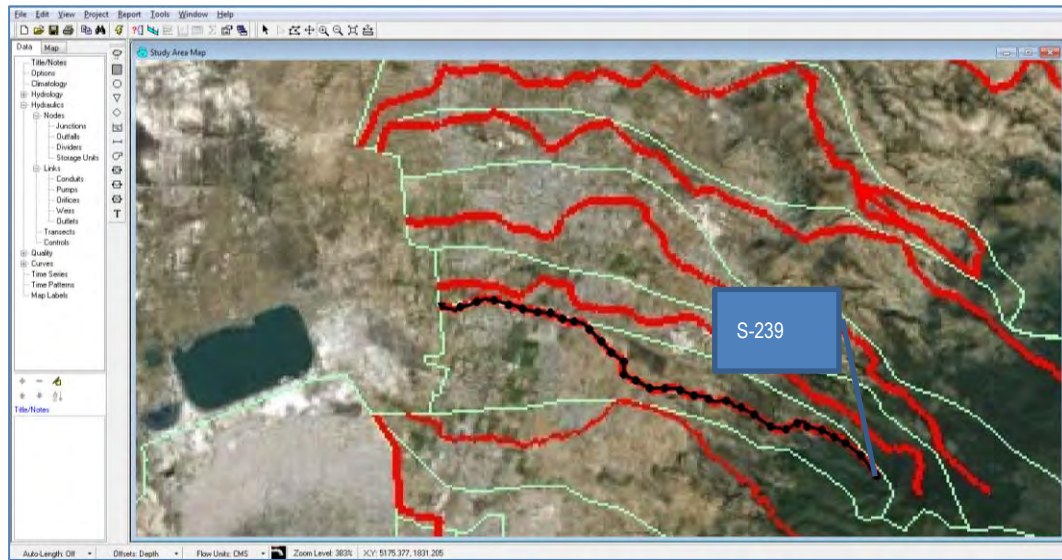 File Edit View Project Report Tools Window Help
Data Map
Study Area Map
Title/Notes
Options
Climatology
Hydrology
Hydraulics
Nodes
Junctions
Outfalls
Dividers
Storage Units
Links
Conduits
Pumps
Orifices
Weirs
Outlets
Transects
Controls
Quality
Curves
Time Series
Time Patterns
Map Labels
T
S-239
Title/Notes
Auto-Length: Off Offsets: Depth Flow Units: CMS Zoom Level: 383% X,Y: 5175.377, 1831.205